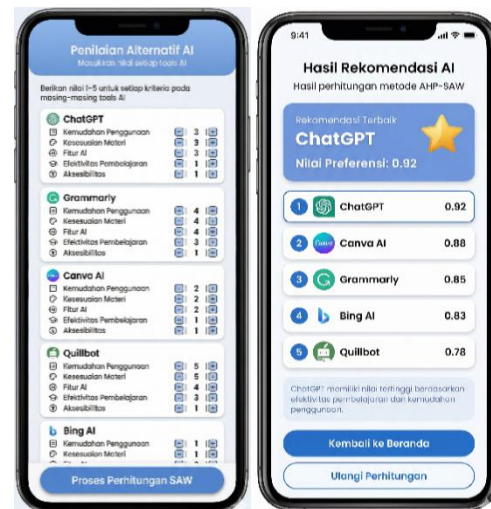 Penilaian Alternatif AI
Masukkan nilai setiap tools AI
Berikan nilai 1-5 untuk setiap kriteria pada
masing-masing tools AI
ChatGPT
Kemudahan Penggunaan 3
Kesesuaian Materi 3
Fitur AI 3
Efektivitas Pembelajaran 1
Aksesibilitas 1
Grammarly
Kemudahan Penggunaan 4
Kesesuaian Materi 4
Fitur AI 4
Efektivitas Pembelajaran 3
Aksesibilitas 1
Canva AI
Kemudahan Penggunaan 2
Kesesuaian Materi 2
Fitur AI 2
Efektivitas Pembelajaran 1
Aksesibilitas 1
Quillbot
Kemudahan Penggunaan 5
Kesesuaian Materi 5
Fitur AI 4
Efektivitas Pembelajaran 3
Aksesibilitas 1
Bing AI
Kemudahan Penggunaan 1
Kesesuaian Materi 1
Proses Perhitungan SAW
9:41
Hasil Rekomendasi AI
Hasil perhitungan metode AHP-SAW
Rekomendasi Terbaik
ChatGPT
Nilai Preferensi: 0.92
1 ChatGPT 0.92
2 Canva AI 0.88
3 Grammarly 0.85
4 Bing AI 0.83
5 Quillbot 0.78
ChatGPT memiliki nilai tertinggi berdasarkan
efektivitas pembelajaran dan kemudahan
penggunaan.
Kembali ke Beranda
Ulangi Perhitungan